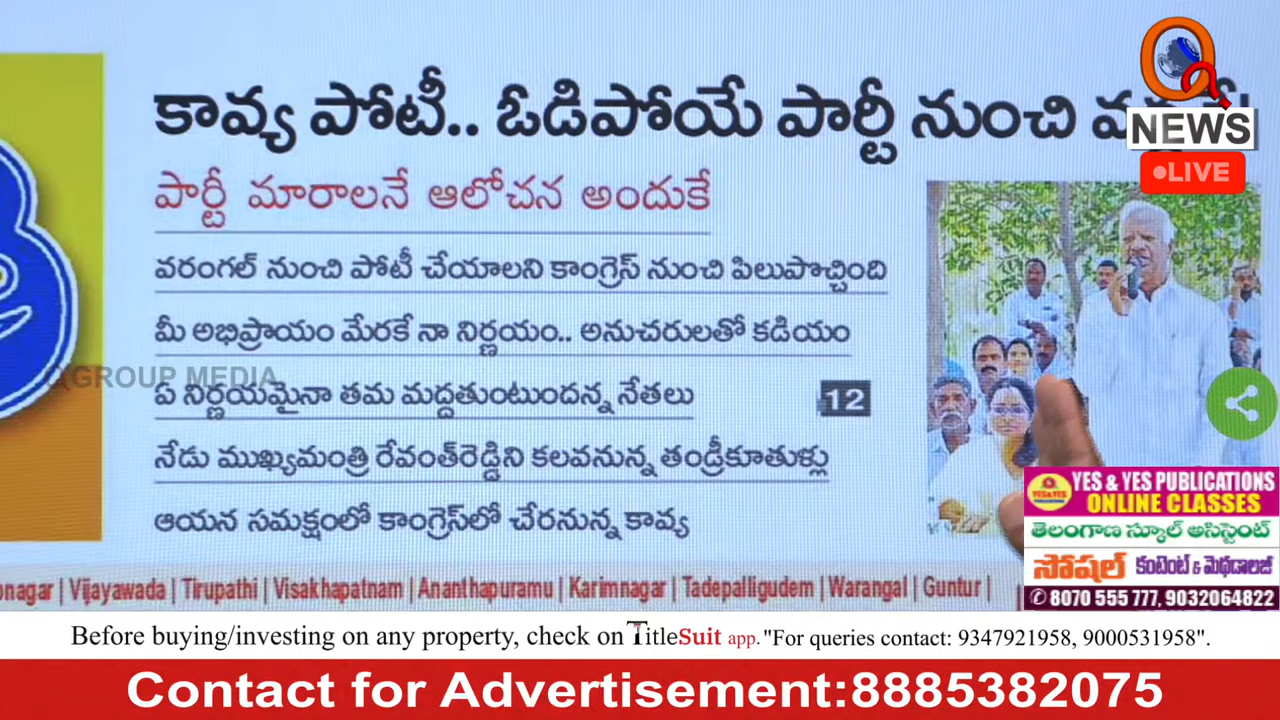 కావ్య పోటీ.. ఓడిపోయే పార్టీ నుంచి
Q
NEWS
LIVE
పార్టీ మారాలనే ఆలోచన అందుకే
వరంగల్ నుంచి పోటీ చేయాలని కాంగ్రెస్ నుంచి పిలుపొచ్చింది
మీ అభిప్రాయం మేరకే నా నిర్ణయం.. అనుచరులతో కడియం
QGROUP MEDIA
ఏ నిర్ణయమైనా తమ మద్దతుంటుందన్న నేతలు
12
నేడు ముఖ్యమంత్రి రేవంత్‌రెడ్డిని కలవనున్న తండ్రీకూతుళ్లు
ఆయన సమక్షంలో కాంగ్రెస్‌లో చేరనున్న కావ్య
YES & YES PUBLICATIONS
ONLINE CLASSES
తెలంగాణ స్కూల్ అసిస్టెంట్
సోషల్ కంటెంట్ & మెథడాలజీ
8070 555 777, 9032064822
| Vijayawada | Tirupathi | Visakhapatnam | Ananthapuramu | Karimnagar | Tadepalligudem | Warangal | Guntur |
Before buying/investing on any property, check on TitleSuit app. "For queries contact: 9347921958, 9000531958".
Contact for Advertisement:8885382075